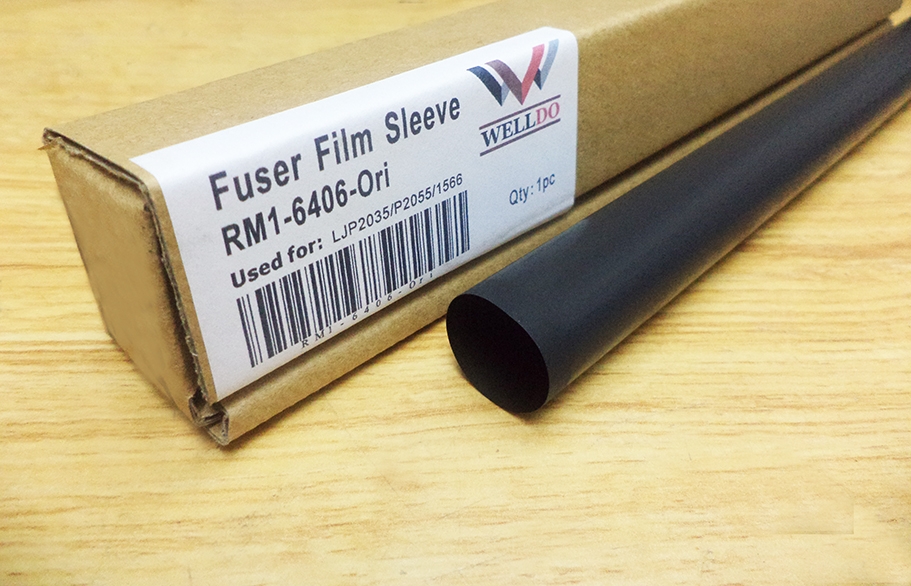 Fuser Film Sleeve
RM1-6406-Ori
Used for: LJP2035/P2055/1566
RM1-6406-Ori
WELLDO
Qty: 1pc